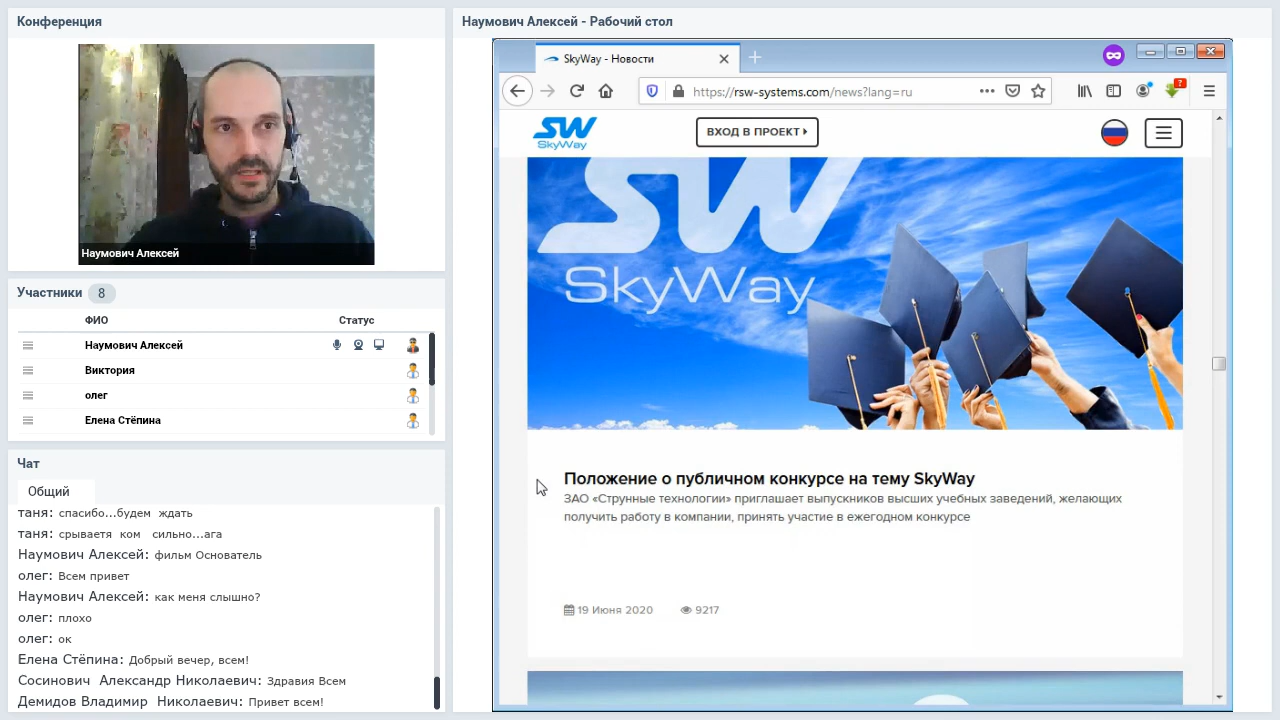 Конференция
Наумович Алексей
Участники 8
ФИО Статус
Наумович Алексей
Виктория
олег
Елена Стёпина
Чат
Общий
таня: спасибо...будем ждать
таня: срываетя ком сильно...ага
Наумович Алексей: фильм Основатель
олег: Всем привет
Наумович Алексей: как меня слышно?
олег: плохо
олег: ок
Елена Стёпина: Добрый вечер, всем!
Сосинович Александр Николаевич: Здравия Всем
Демидов Владимир Николаевич: Привет всем!
Наумович Алексей - Рабочий стол
SkyWay - Новости
https://rsw-systems.com/news?lang=ru
?
SW
SkyWay
ВХОД В ПРОЕКТ
SW
SkyWay
Положение о публичном конкурсе на тему SkyWay
ЗАО «Струнные технологии» приглашает выпускников высших учебных заведений, желающих
получить работу в компании, принять участие в ежегодном конкурсе
19 Июня 2020 9217